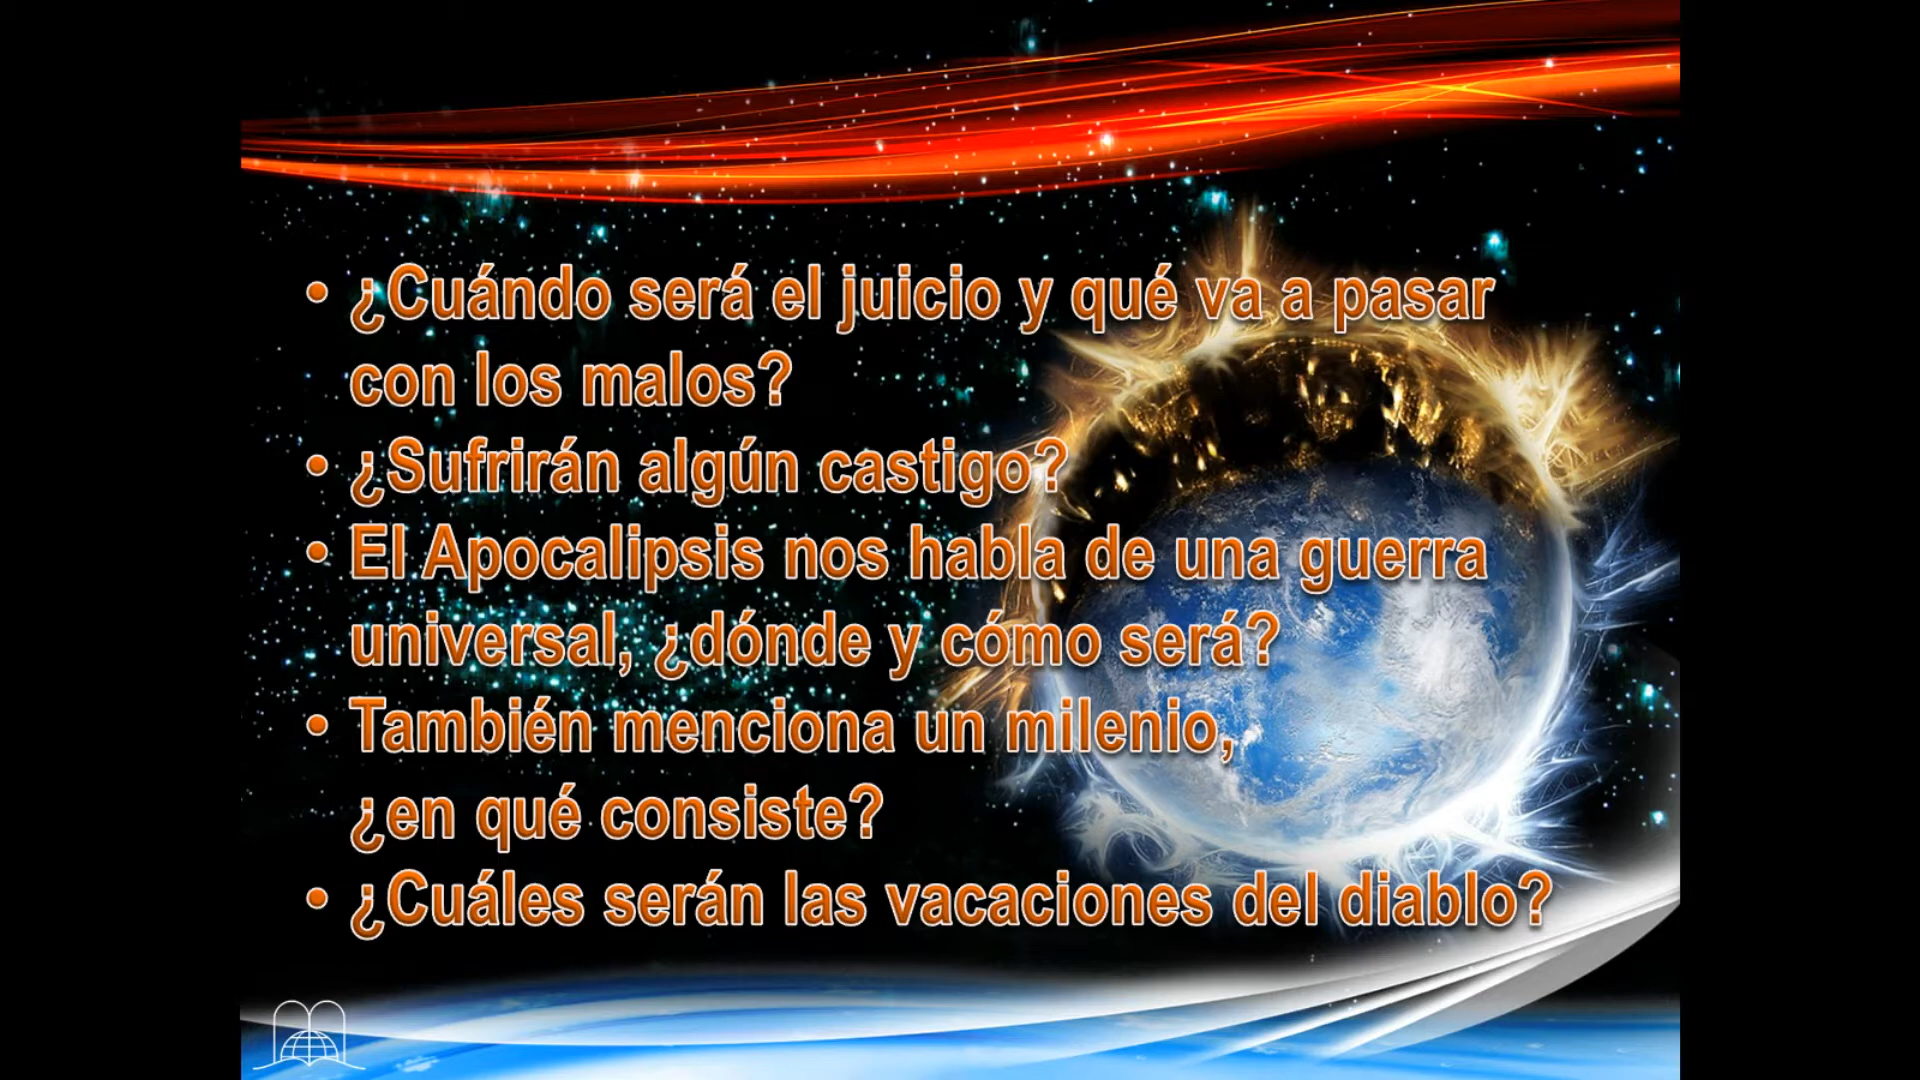 • ¿Cuándo será el juicio y qué va a pasar
con los malos?
• ¿Sufrirán algún castigo?
• El Apocalipsis nos habla de una guerra
universal, ¿dónde y cómo será?
• También menciona un milenio,
¿en qué consiste?
• ¿Cuáles serán las vacaciones del diablo?